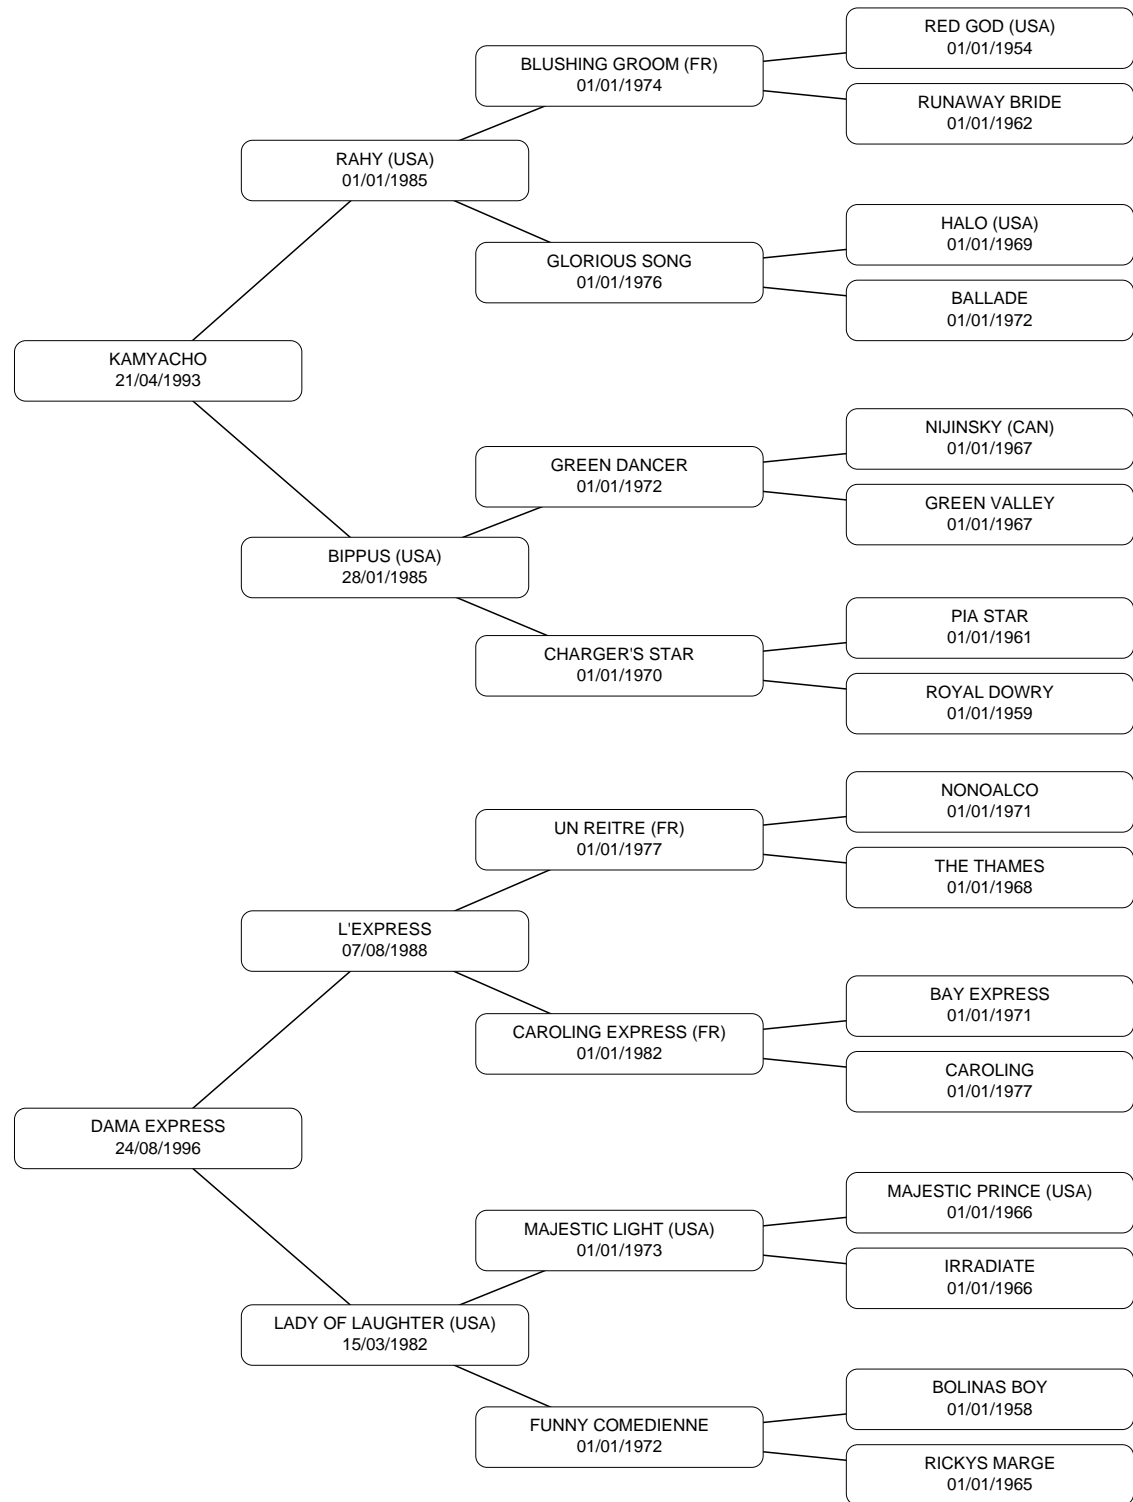 RED GOD (USA)
01/01/1954
BLUSHING GROOM (FR)
01/01/1974
RUNAWAY BRIDE
01/01/1962
RAHY (USA)
01/01/1985
HALO (USA)
01/01/1969
GLORIOUS SONG
01/01/1976
BALLADE
01/01/1972
KAMYACHO
21/04/1993
NIJINSKY (CAN)
01/01/1967
GREEN DANCER
01/01/1972
GREEN VALLEY
01/01/1967
BIPPUS (USA)
28/01/1985
PIA STAR
01/01/1961
CHARGER'S STAR
01/01/1970
ROYAL DOWRY
01/01/1959
NONOALCO
01/01/1971
UN REITRE (FR)
01/01/1977
THE THAMES
01/01/1968
L'EXPRESS
07/08/1988
BAY EXPRESS
01/01/1971
CAROLING EXPRESS (FR)
01/01/1982
CAROLING
01/01/1977
DAMA EXPRESS
24/08/1996
MAJESTIC PRINCE (USA)
01/01/1966
MAJESTIC LIGHT (USA)
01/01/1973
IRRADIATE
01/01/1966
LADY OF LAUGHTER (USA)
15/03/1982
BOLINAS BOY
01/01/1958
FUNNY COMEDIENNE
01/01/1972
RICKYS MARGE
01/01/1965